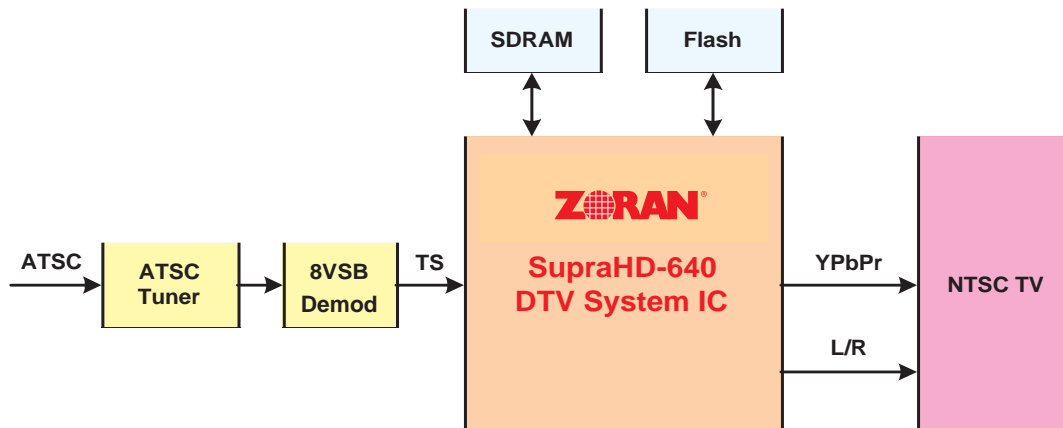 SDRAM
Flash
ZORAN®
ATSC
ATSC
Tuner
8VSB
Demod
TS
SupraHD-640
DTV System IC
YPbPr
L/R
NTSC TV